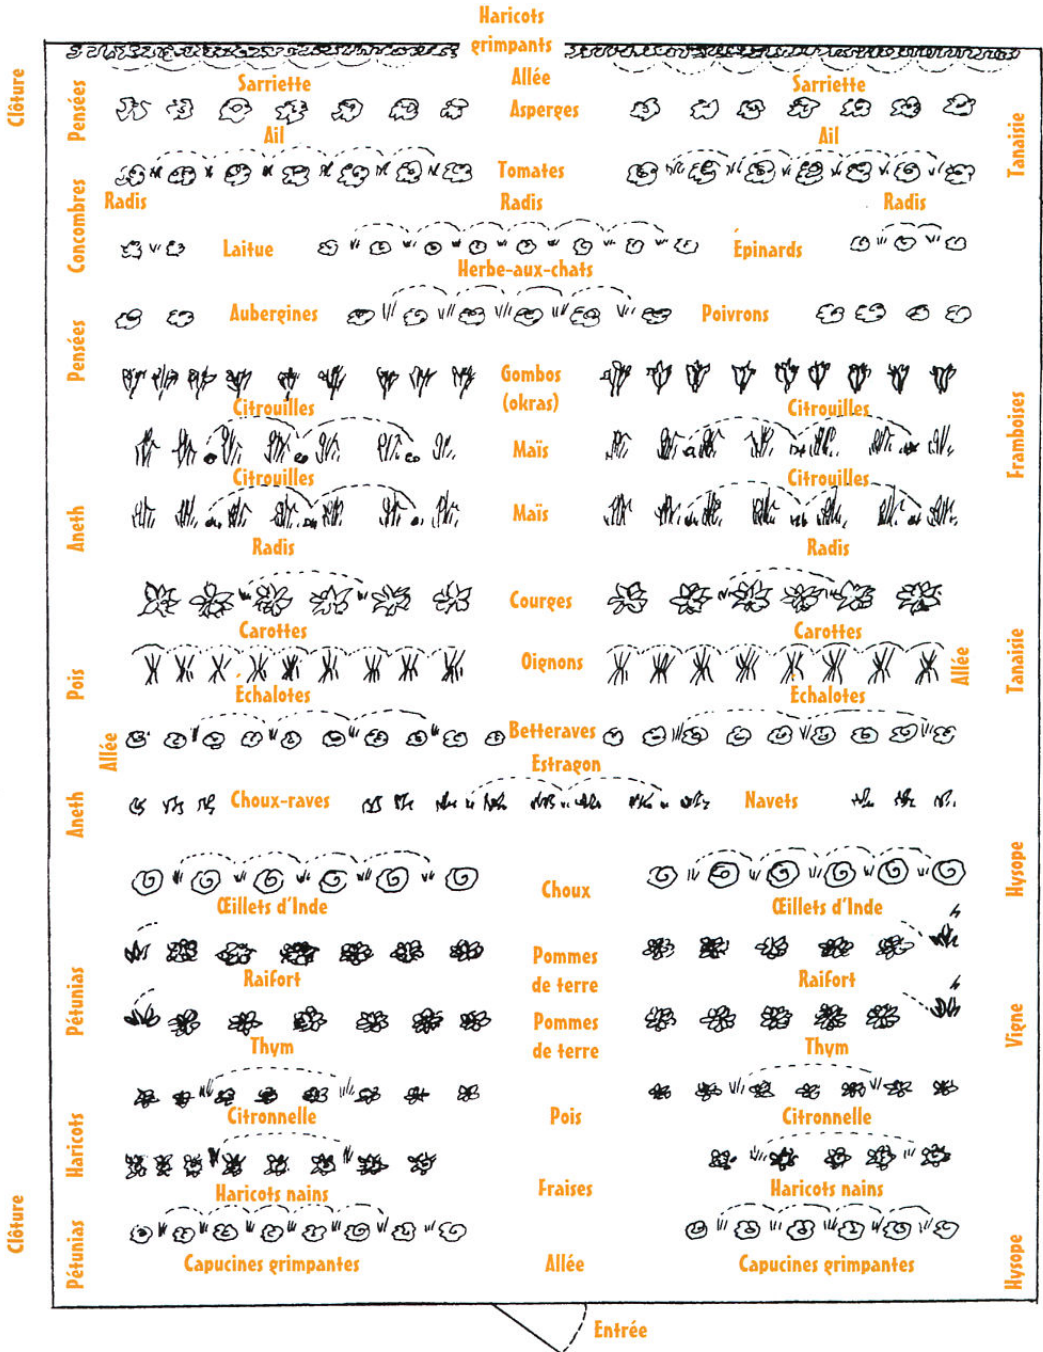 Haricots
grimpants
Clôture
Pensées
Sarriette
Allée
Sarriette
Asperges
Ail
Ail
Tanaisie
Tomates
Concombres
Radis
Radis
Radis
Laitue
Épinards
Herbe-aux-chats
Pensées
Aubergines
Poivrons
Gombos
(okras)
Citrouilles
Citrouilles
Framboises
Maïs
Citrouilles
Citrouilles
Aneth
Maïs
Radis
Radis
Courges
Carottes
Carottes
Pois
Oignons
Allée
Tanaisie
Échalotes
Échalotes
Allée
Betteraves
Estragon
Aneth
Choux-raves
Navets
Hysope
Choux
Œillets d'Inde
Œillets d'Inde
Pommes
de terre
Raifort
Raifort
Pétunias
Pommes
de terre
Vigne
Thym
Thym
Haricots
Citronnelle
Pois
Citronnelle
Fraises
Haricots nains
Haricots nains
Clôture
Pétunias
Capucines grimpantes
Allée
Capucines grimpantes
Hysope
Entrée